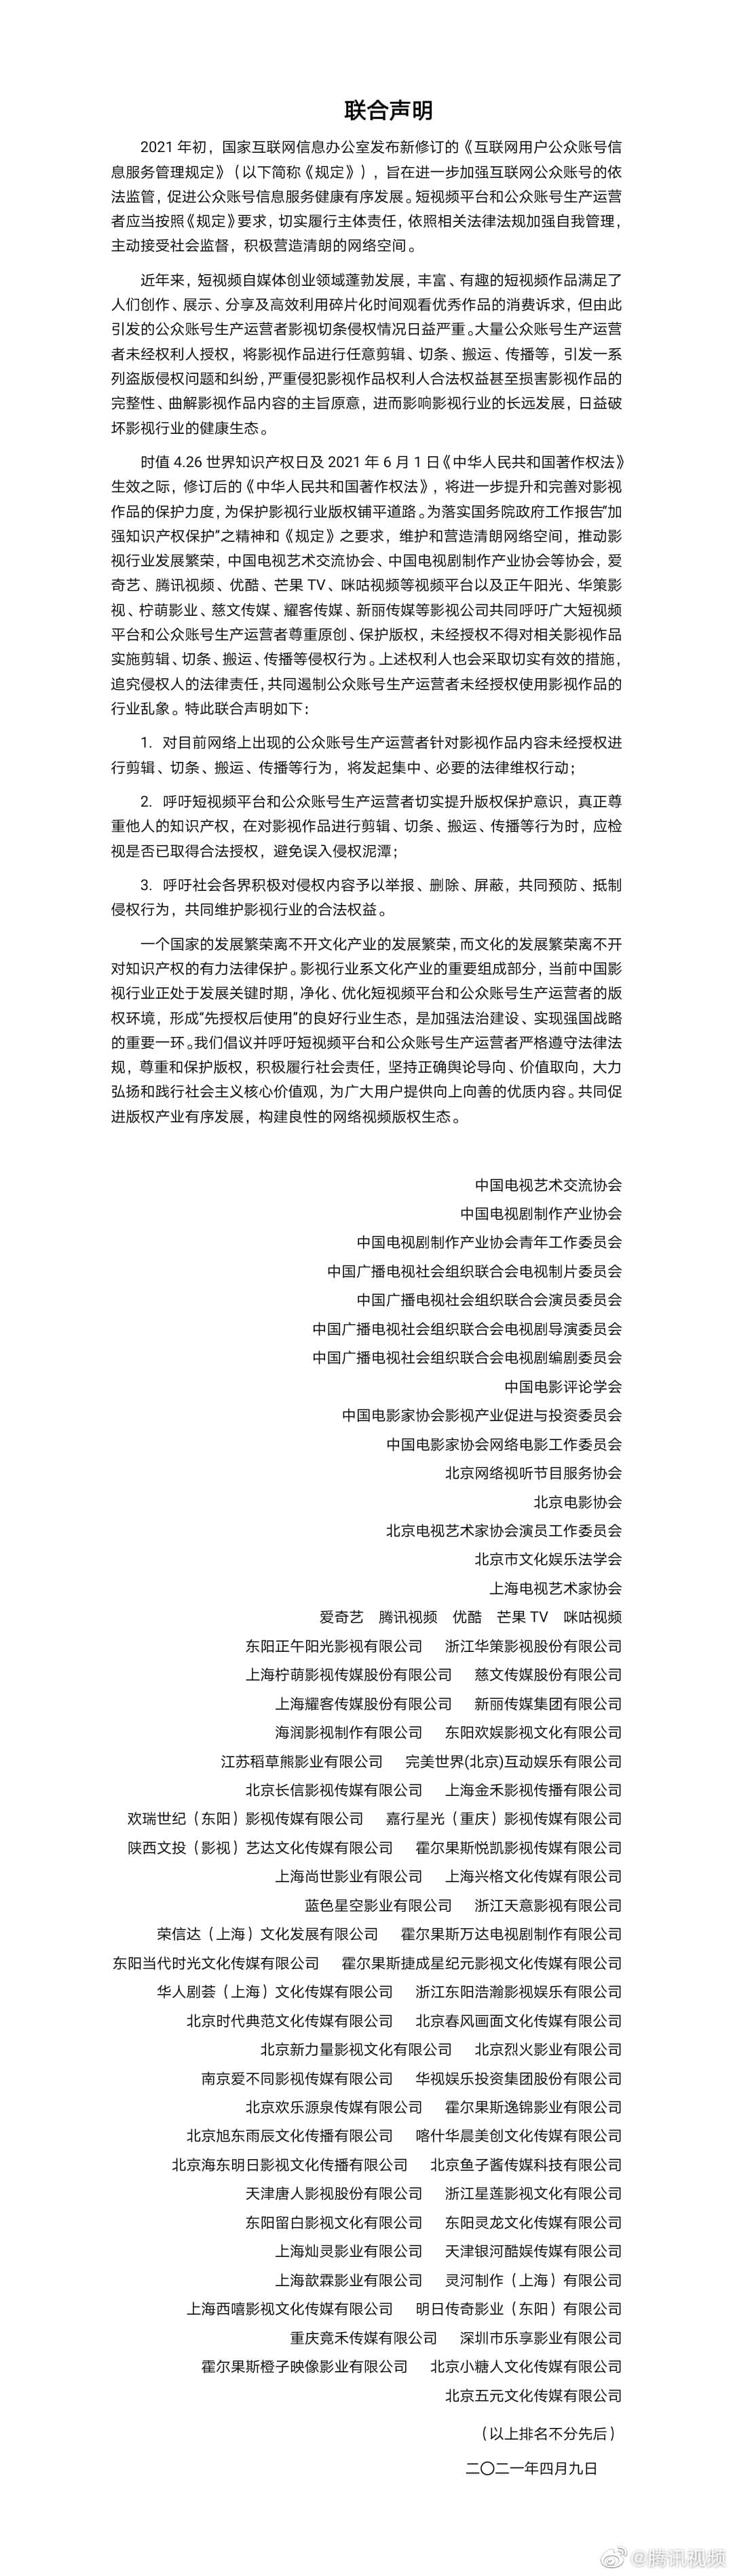 联合声明
2021 年初，国家互联网信息办公室发布新修订的《互联网用户公众账号信
息服务管理规定》（以下简称《规定》），旨在进一步加强互联网公众账号的依
法监管，促进公众账号信息服务健康有序发展。短视频平台和公众账号生产运营
者应当按照《规定》要求，切实履行主体责任，依照相关法律法规加强自我管理，
主动接受社会监督，积极营造清朗的网络空间。
近年来，短视频自媒体创业领域蓬勃发展，丰富、有趣的短视频作品满足了
人们创作、展示、分享及高效利用碎片化时间观看优秀作品的消费诉求，但由此
引发的公众账号生产运营者影视切条侵权情况日益严重。大量公众账号生产运营
者未经权利人授权，将影视作品进行任意剪辑、切条、搬运、传播等，引发一系
列盗版侵权问题和纠纷，严重侵犯影视作品权利人合法权益甚至损害影视作品的
完整性、曲解影视作品内容的主旨原意，进而影响影视行业的长远发展，日益破
坏影视行业的健康生态。
时值 4.26 世界知识产权日及 2021 年 6 月 1 日《中华人民共和国著作权法》
生效之际，修订后的《中华人民共和国著作权法》，将进一步提升和完善对影视
作品的保护力度，为保护影视行业版权铺平道路。为落实国务院政府工作报告“加
强知识产权保护”之精神和《规定》之要求，维护和营造清朗网络空间，推动影
视行业发展繁荣，中国电视艺术交流协会、中国电视剧制作产业协会等协会，爱
奇艺、腾讯视频、优酷、芒果 TV、咪咕视频等视频平台以及正午阳光、华策影
视、柠萌影业、慈文传媒、耀客传媒、新丽传媒等影视公司共同呼吁广大短视频
平台和公众账号生产运营者尊重原创、保护版权，未经授权不得对相关影视作品
实施剪辑、切条、搬运、传播等侵权行为。上述权利人也会采取切实有效的措施，
追究侵权人的法律责任，共同遏制公众账号生产运营者未经授权使用影视作品的
行业乱象。特此联合声明如下：
1. 对目前网络上出现的公众账号生产运营者针对影视作品内容未经授权进
行剪辑、切条、搬运、传播等行为，将发起集中、必要的法律维权行动；
2. 呼吁短视频平台和公众账号生产运营者切实提升版权保护意识，真正尊
重他人的知识产权，在对影视作品进行剪辑、切条、搬运、传播等行为时，应检
视是否已取得合法授权，避免误入侵权泥潭；
3. 呼吁社会各界积极对侵权内容予以举报、删除、屏蔽，共同预防、抵制
侵权行为，共同维护影视行业的合法权益。
一个国家的发展繁荣离不开文化产业的发展繁荣，而文化的发展繁荣离不开
对知识产权的有力法律保护。影视行业系文化产业的重要组成部分，当前中国影
视行业正处于发展关键时期，净化、优化短视频平台和公众账号生产运营者的版
权环境，形成“先授权后使用”的良好行业生态，是加强法治建设、实现强国战略
的重要一环。我们倡议并呼吁短视频平台和公众账号生产运营者严格遵守法律法
规，尊重和保护版权，积极履行社会责任，坚持正确舆论导向、价值取向，大力
弘扬和践行社会主义核心价值观，为广大用户提供向上向善的优质内容。共同促
进版权产业有序发展，构建良性的网络视频版权生态。
中国电视艺术交流协会
中国电视剧制作产业协会
中国电视剧制作产业协会青年工作委员会
中国广播电视社会组织联合会电视制片委员会
中国广播电视社会组织联合会演员委员会
中国广播电视社会组织联合会电视剧导演委员会
中国广播电视社会组织联合会电视剧编剧委员会
中国电影评论学会
中国电影家协会影视产业促进与投资委员会
中国电影家协会网络电影工作委员会
北京网络视听节目服务协会
北京电影协会
北京电视艺术家协会演员工作委员会
北京市文化娱乐法学会
上海电视艺术家协会
爱奇艺 腾讯视频 优酷 芒果 TV 咪咕视频
东阳正午阳光影视有限公司 浙江华策影视股份有限公司
上海柠萌影视传媒股份有限公司 慈文传媒股份有限公司
上海耀客传媒股份有限公司 新丽传媒集团有限公司
海润影视制作有限公司 东阳欢娱影视文化有限公司
江苏稻草熊影业有限公司 完美世界(北京)互动娱乐有限公司
北京长信影视传媒有限公司 上海金禾影视传播有限公司
欢瑞世纪（东阳）影视传媒有限公司 嘉行星光（重庆）影视传媒有限公司
陕西文投（影视）艺达文化传媒有限公司 霍尔果斯悦凯影视传媒有限公司
上海尚世影业有限公司 上海兴格文化传媒有限公司
蓝色星空影业有限公司 浙江天意影视有限公司
荣信达（上海）文化发展有限公司 霍尔果斯万达电视剧制作有限公司
东阳当代时光文化传媒有限公司 霍尔果斯捷成星纪元影视文化传媒有限公司
华人剧荟（上海）文化传媒有限公司 浙江东阳浩瀚影视娱乐有限公司
北京时代典范文化传媒有限公司 北京春风画面文化传媒有限公司
北京新力量影视文化有限公司 北京烈火影业有限公司
南京爱不同影视传媒有限公司 华视娱乐投资集团股份有限公司
北京欢乐源泉传媒有限公司 霍尔果斯逸锦影业有限公司
北京旭东雨辰文化传播有限公司 喀什华晨美创文化传媒有限公司
北京海东明日影视文化传播有限公司 北京鱼子酱传媒科技有限公司
天津唐人影视股份有限公司 浙江星莲影视文化有限公司
东阳留白影视文化有限公司 东阳灵龙文化传媒有限公司
上海灿灵影业有限公司 天津银河酷娱传媒有限公司
上海歆霖影业有限公司 灵河制作（上海）有限公司
上海西嘻影视文化传媒有限公司 明日传奇影业（东阳）有限公司
重庆竟禾传媒有限公司 深圳市乐享影业有限公司
霍尔果斯橙子映像影业有限公司 北京小糖人文化传媒有限公司
北京五元文化传媒有限公司
（以上排名不分先后）
二〇二一年四月九日
@腾讯视频